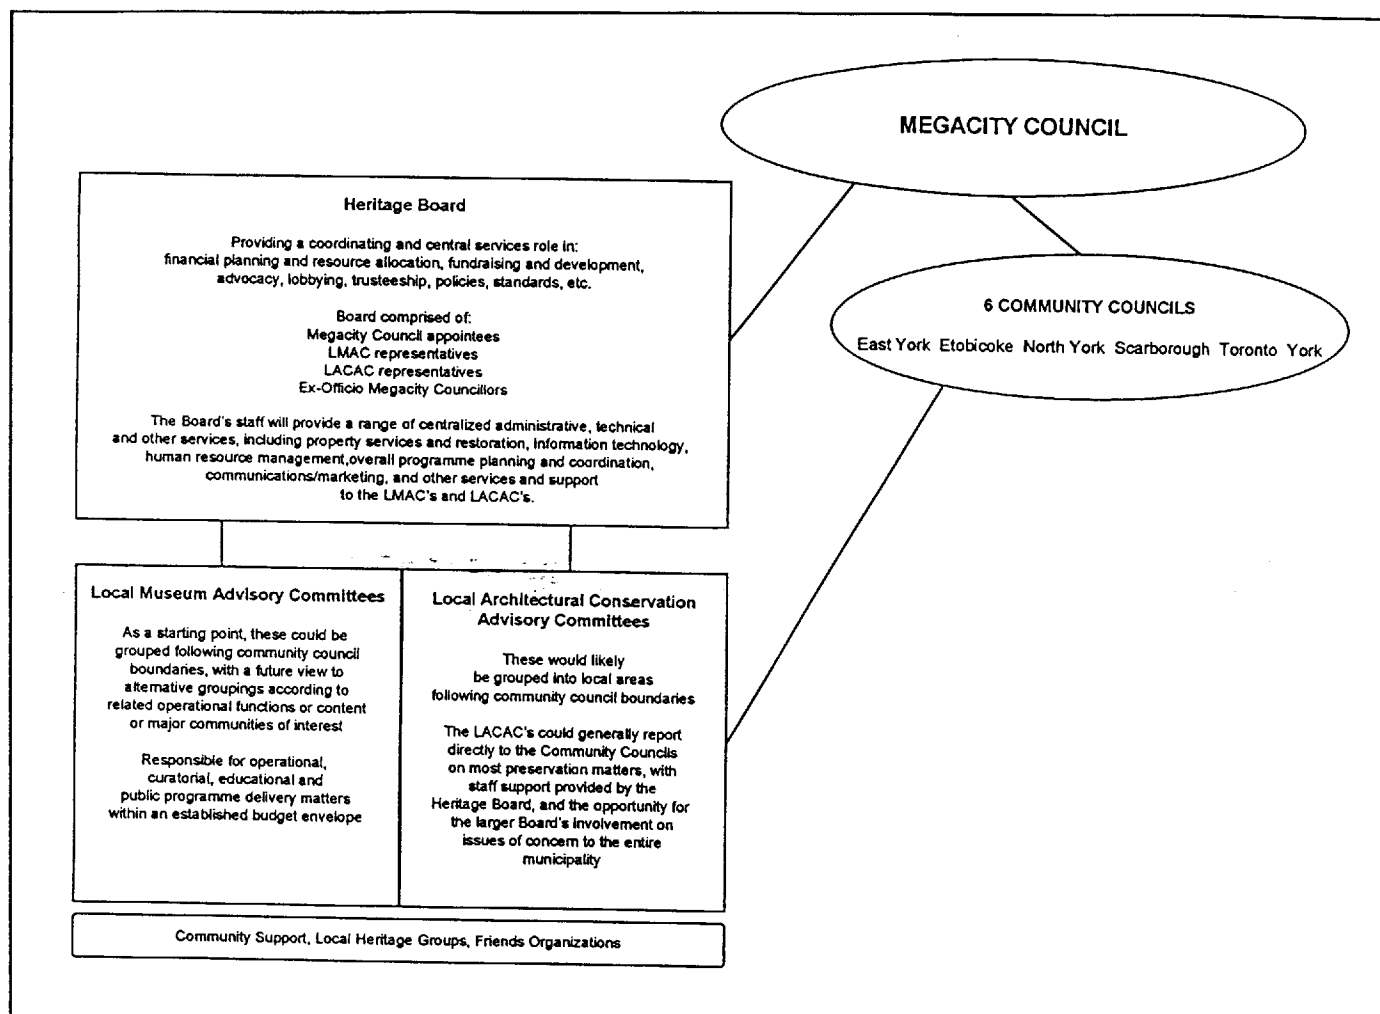 MEGACITY COUNCIL
Heritage Board
Providing a coordinating and central services role in:
financial planning and resource allocation, fundraising and development,
advocacy, lobbying, trusteeship, policies, standards, etc.
Board comprised of:
Megacity Council appointees
LMAC representatives
LACAC representatives
Ex-Officio Megacity Councillors
The Board's staff will provide a range of centralized administrative, technical
and other services, including property services and restoration, information technology,
human resource management,overall programme planning and coordination,
communications/marketing, and other services and support
to the LMAC's and LACAC's.
6 COMMUNITY COUNCILS
East York Etobicoke North York Scarborough Toronto York
Local Museum Advisory Committees
As a starting point, these could be
grouped following community council
boundaries, with a future view to
alternative groupings according to
related operational functions or content
or major communities of interest
Responsible for operational,
curatorial, educational and
public programme delivery matters
within an established budget envelope
Local Architectural Conservation
Advisory Committees
These would likely
be grouped into local areas
following community council boundaries
The LACAC's could generally report
directly to the Community Councils
on most preservation matters, with
staff support provided by the
Heritage Board, and the opportunity for
the larger Board's involvement on
issues of concern to the entire
municipality
Community Support, Local Heritage Groups, Friends Organizations